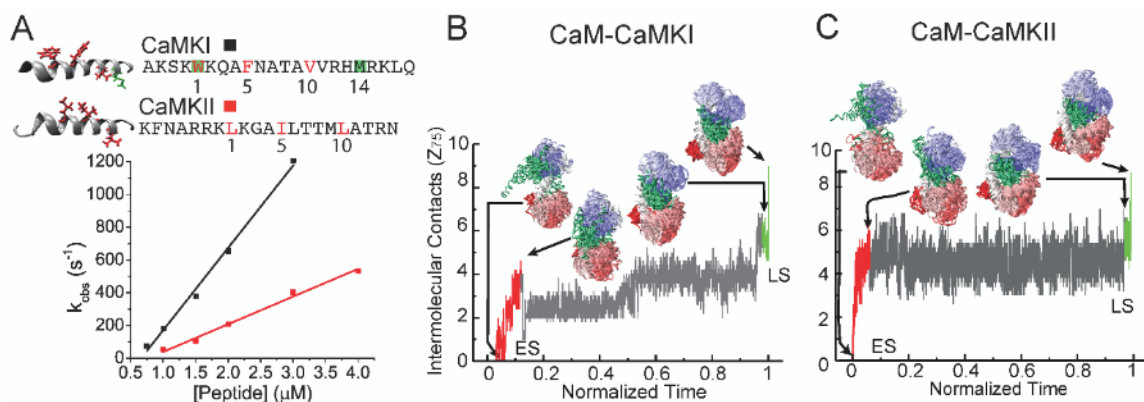 A
CaMKI
AKSKWKQAFNATAVVRHMRKLQ
1 5 10 14
CaMKII
KFNARRKLKGAILTTMLATRN
1 5 10
kobs (s-1)
1200
1000
800
600
400
200
0
0.5 1.0 1.5 2.0 2.5 3.0 3.5 4.0
[Peptide] (μM)
B CaM-CaMKI
Intermolecular Contacts (Z75)
10
8
6
4
2
0
ES
LS
0 0.2 0.4 0.6 0.8 1
Normalized Time
C CaM-CaMKII
10
8
6
4
2
0
ES
LS
0 0.2 0.4 0.6 0.8 1
Normalized Time